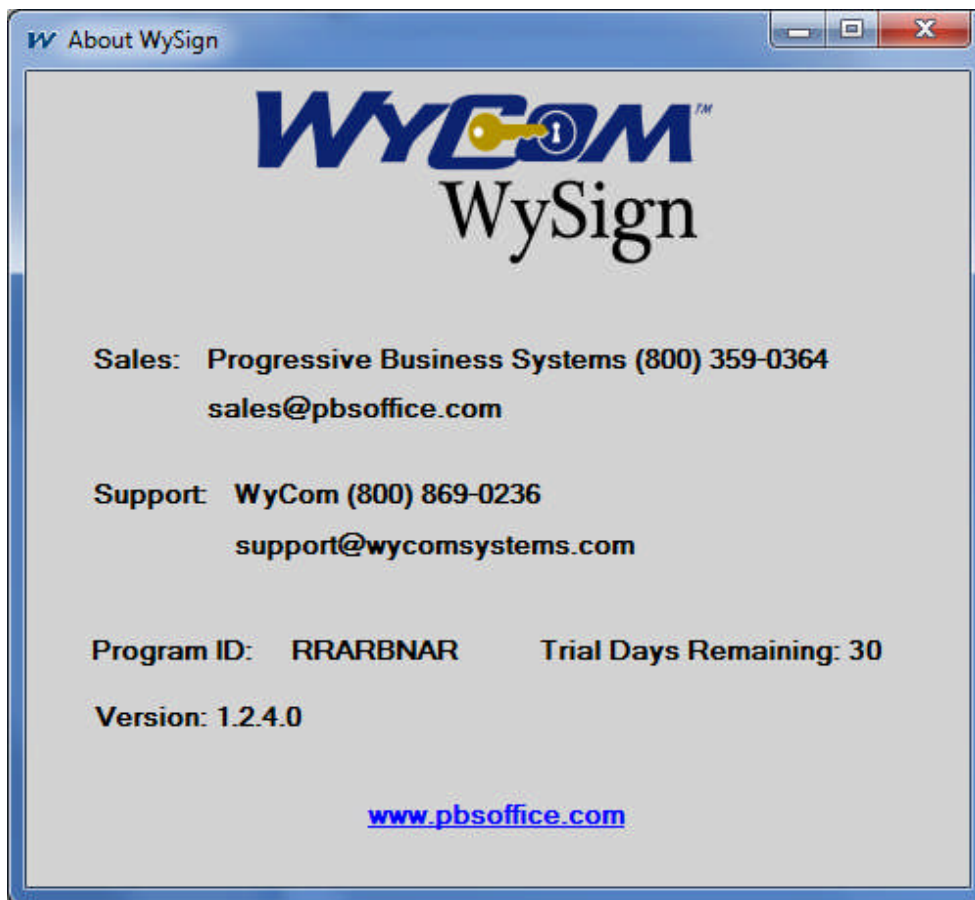 W About WySign
WYCOM™
WySign
Sales: Progressive Business Systems (800) 359-0364
sales@pbsoffice.com
Support: WyCom (800) 869-0236
support@wycomsystems.com
Program ID: RRARBNAR Trial Days Remaining: 30
Version: 1.2.4.0
www.pbsoffice.com